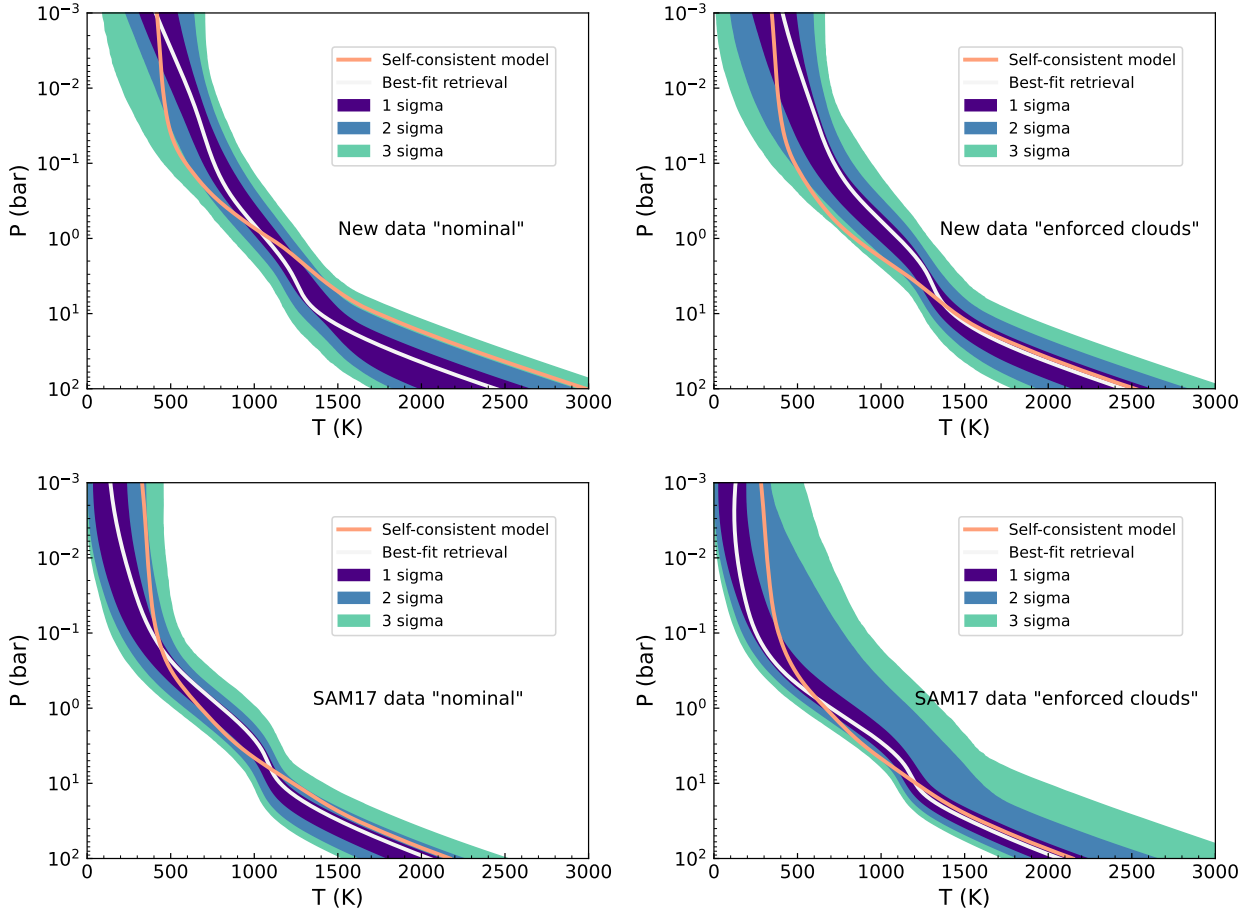 10⁻³
10⁻²
10⁻¹
10⁰
10¹
10²
P (bar)
0 500 1000 1500 2000 2500 3000
T (K)
Self-consistent model
Best-fit retrieval
1 sigma
2 sigma
3 sigma
New data "nominal"
10⁻³
10⁻²
10⁻¹
10⁰
10¹
10²
P (bar)
0 500 1000 1500 2000 2500 3000
T (K)
Self-consistent model
Best-fit retrieval
1 sigma
2 sigma
3 sigma
New data "enforced clouds"
10⁻³
10⁻²
10⁻¹
10⁰
10¹
10²
P (bar)
0 500 1000 1500 2000 2500 3000
T (K)
Self-consistent model
Best-fit retrieval
1 sigma
2 sigma
3 sigma
SAM17 data "nominal"
10⁻³
10⁻²
10⁻¹
10⁰
10¹
10²
P (bar)
0 500 1000 1500 2000 2500 3000
T (K)
Self-consistent model
Best-fit retrieval
1 sigma
2 sigma
3 sigma
SAM17 data "enforced clouds"